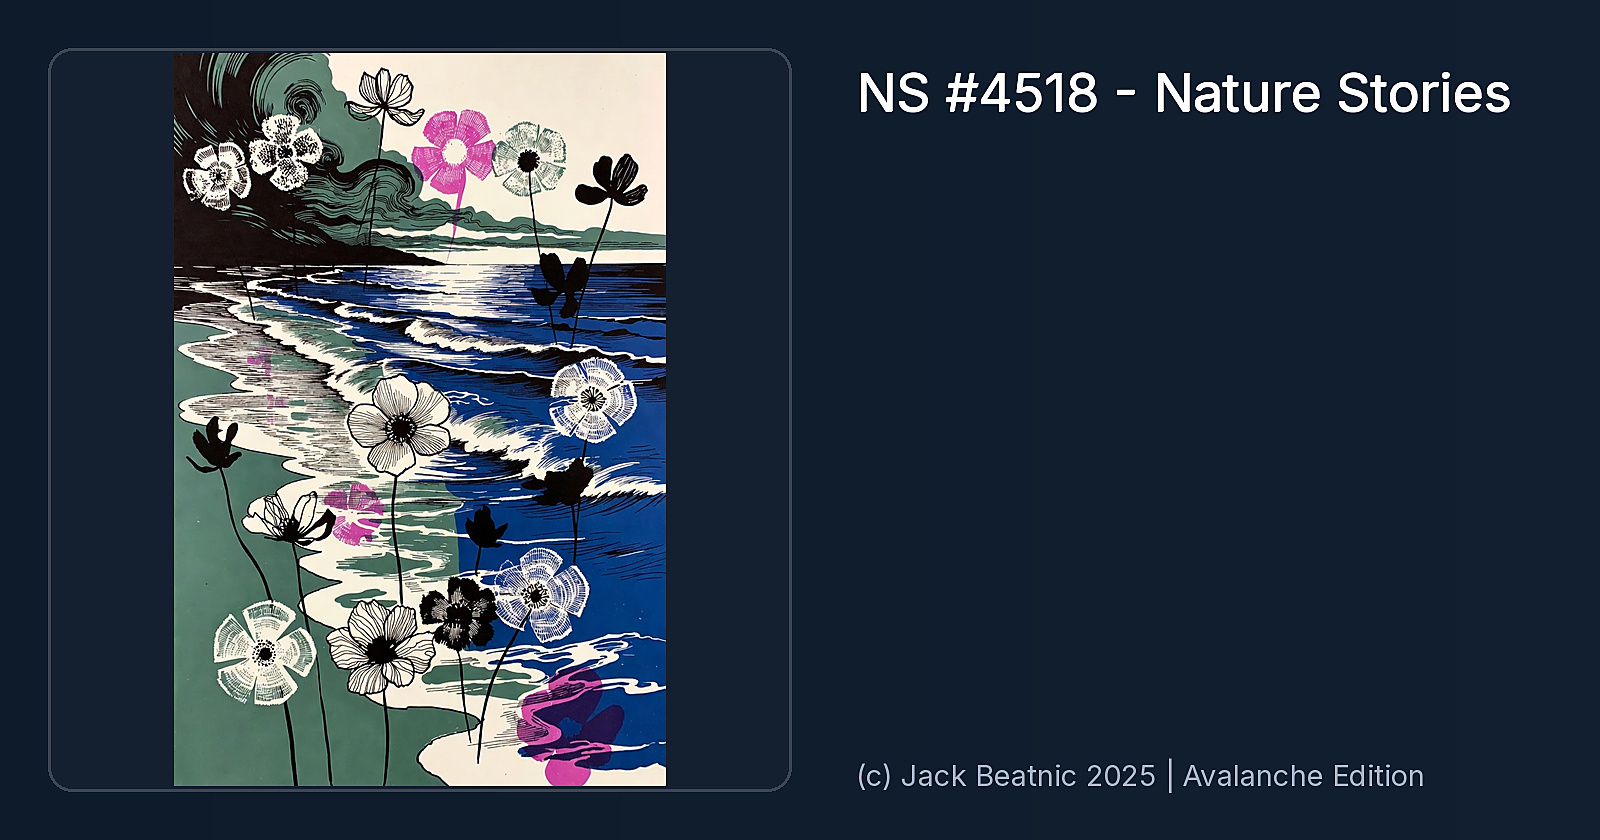 NS #4518 - Nature Stories
(c) Jack Beatnic 2025 | Avalanche Edition